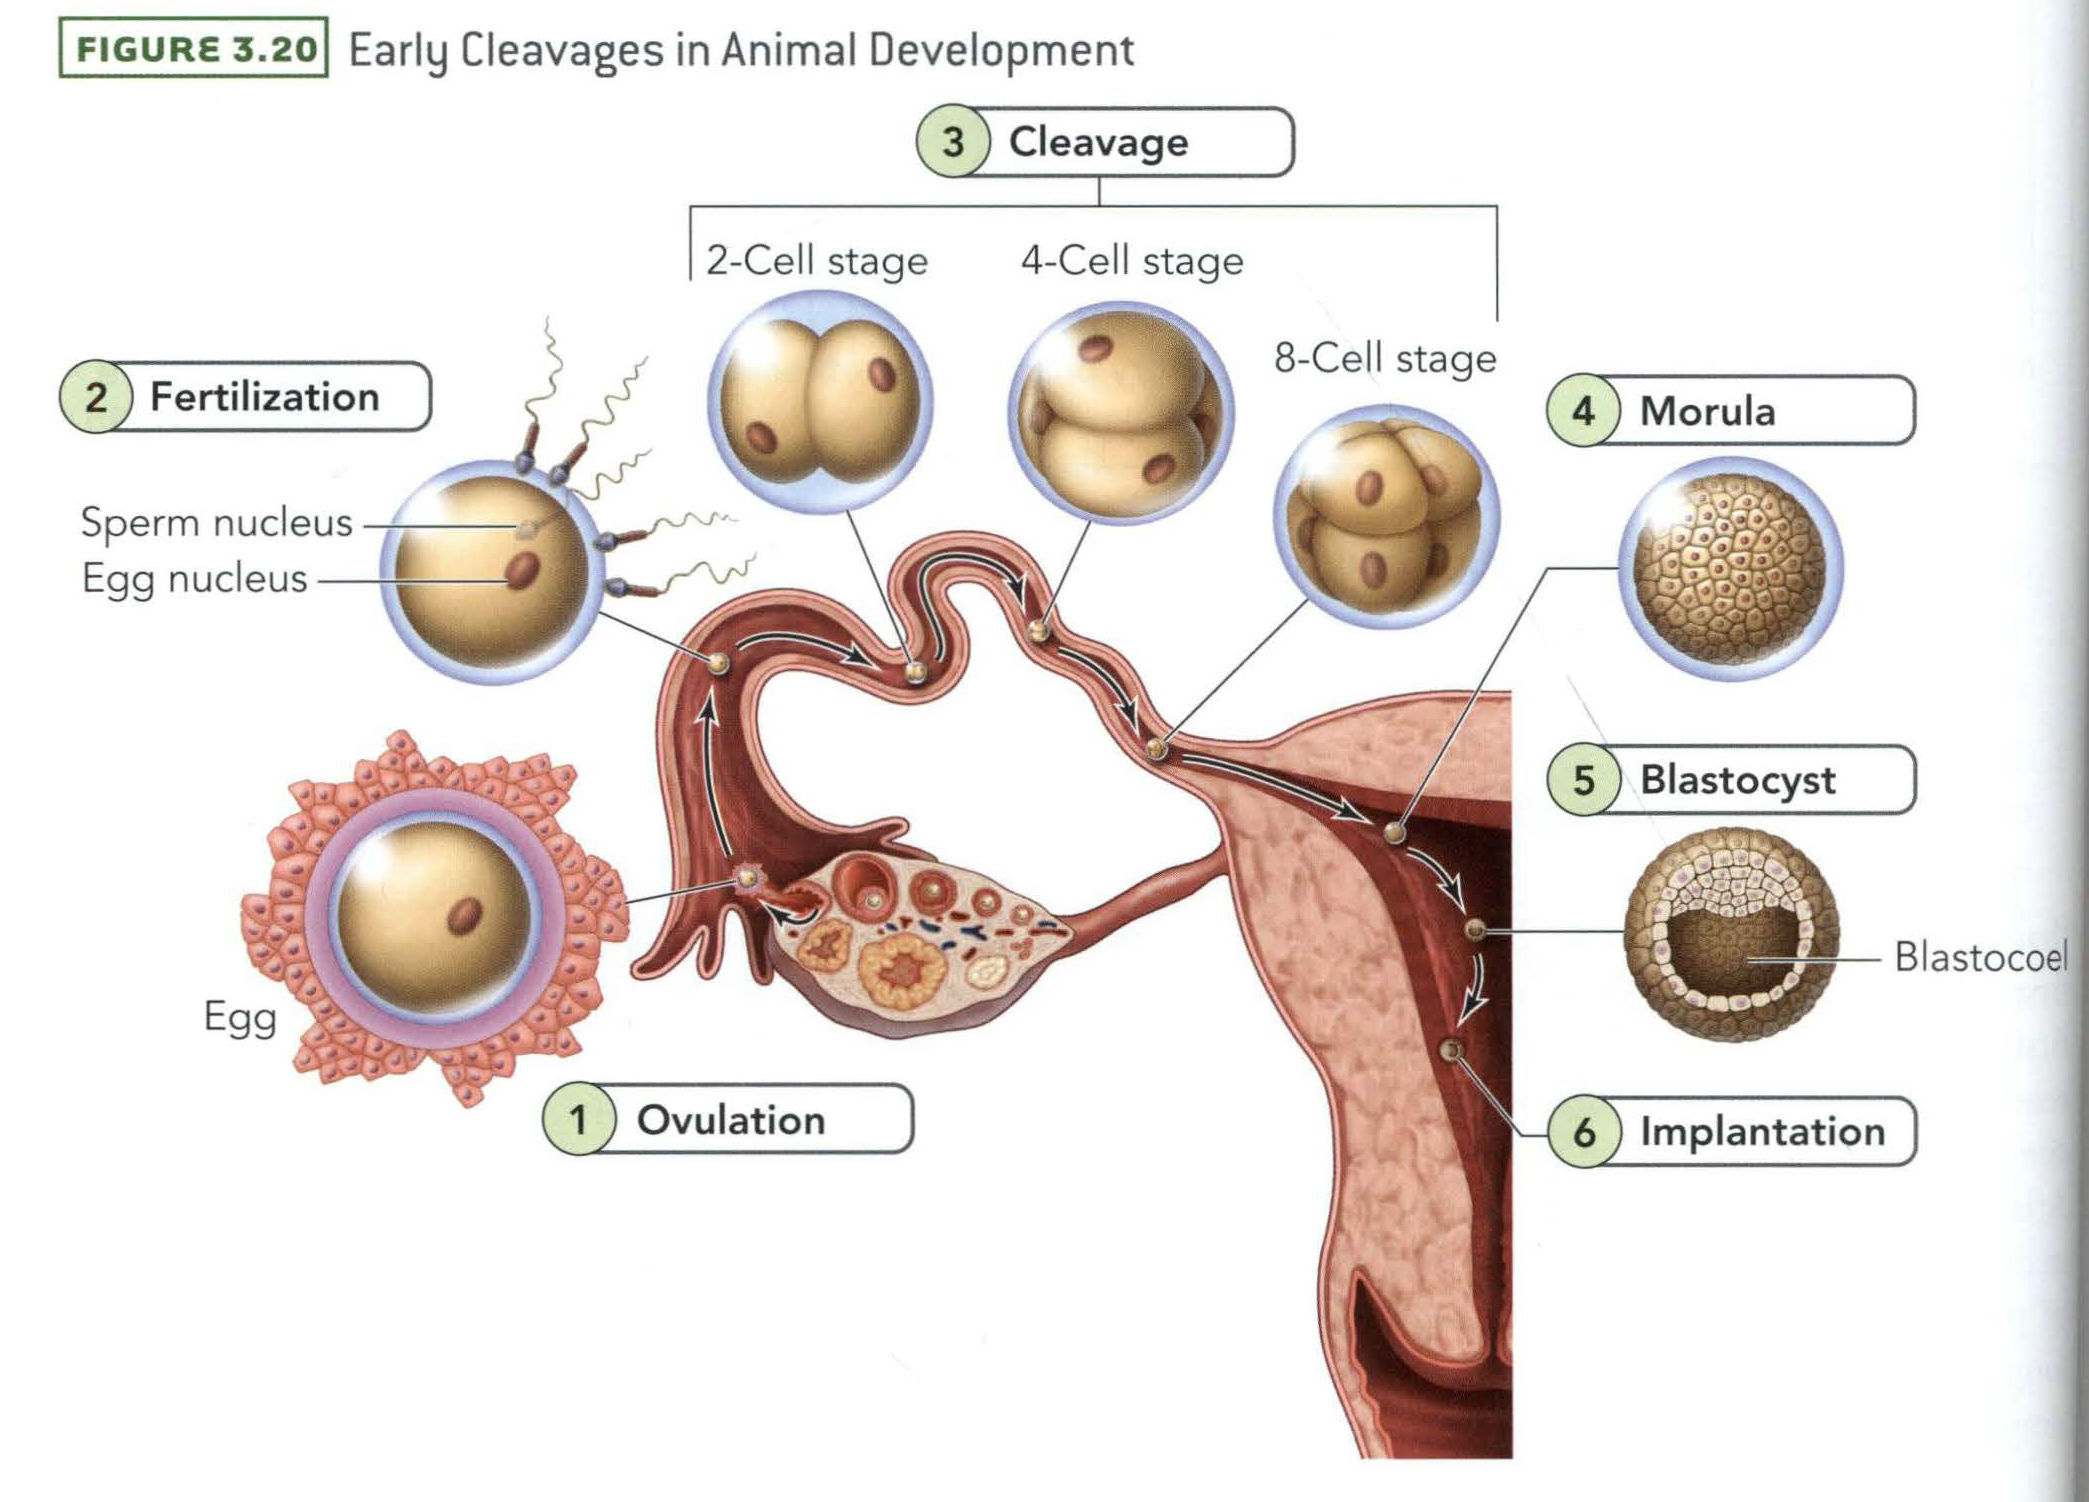 FIGURE 3.20 Early Cleavages in Animal Development
3 Cleavage
2-Cell stage
4-Cell stage
8-Cell stage
2 Fertilization
Sperm nucleus
Egg nucleus
4 Morula
5 Blastocyst
Blastocoel
Egg
1 Ovulation
6 Implantation